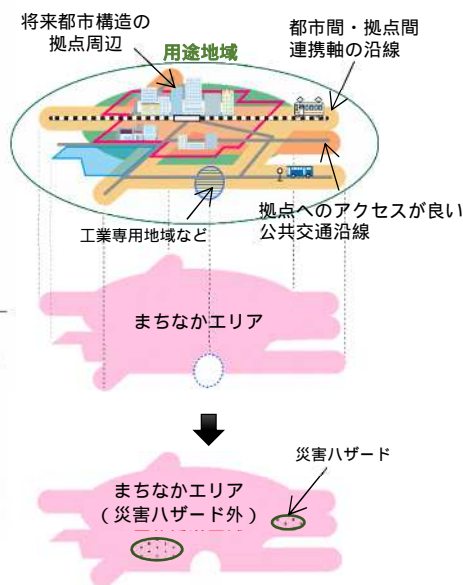 将来都市構造の
拠点周辺
用途地域
都市間・拠点間
連携軸の沿線
拠点へのアクセスが良い
公共交通沿線
工業専用地域など
まちなかエリア
災害ハザード
まちなかエリア
（災害ハザード外）